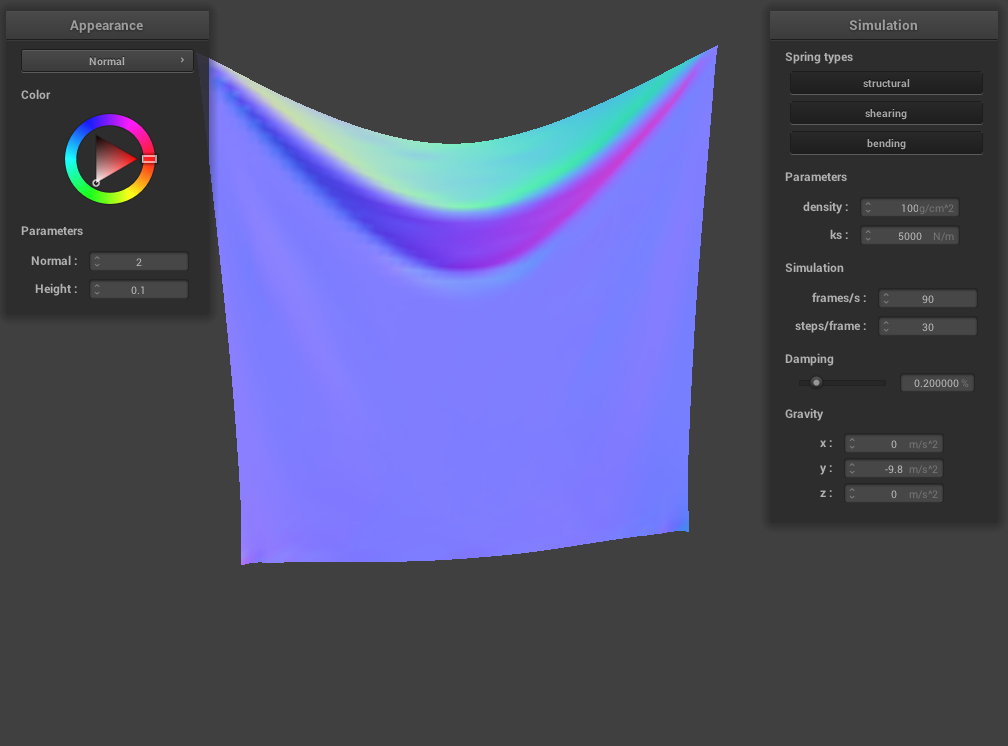 Appearance
Normal
Color
Parameters
Normal : 2
Height : 0.1
Simulation
Spring types
structural
shearing
bending
Parameters
density : 100 g/cm^2
ks : 5000 N/m
Simulation
frames/s : 90
steps/frame : 30
Damping
0.200000 %
Gravity
x : 0 m/s^2
y : -9.8 m/s^2
z : 0 m/s^2